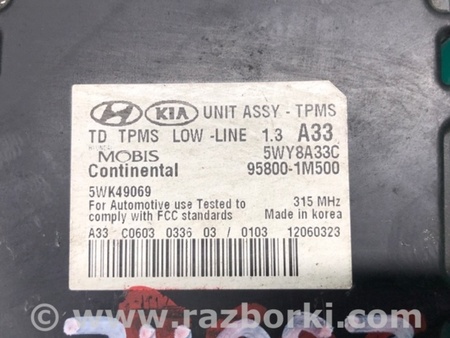 HYUNDAI KIA UNIT ASSY - TPMS
TD TPMS LOW -LINE 1.3 A33
MOBIS 5WY8A33C
Continental 95800-1M500
5WK49069
For Automotive use Tested to 315 MHz
comply with FCC standards Made in korea
A33 C0603 0336 03 / 0103 12060323
www.razborki.com